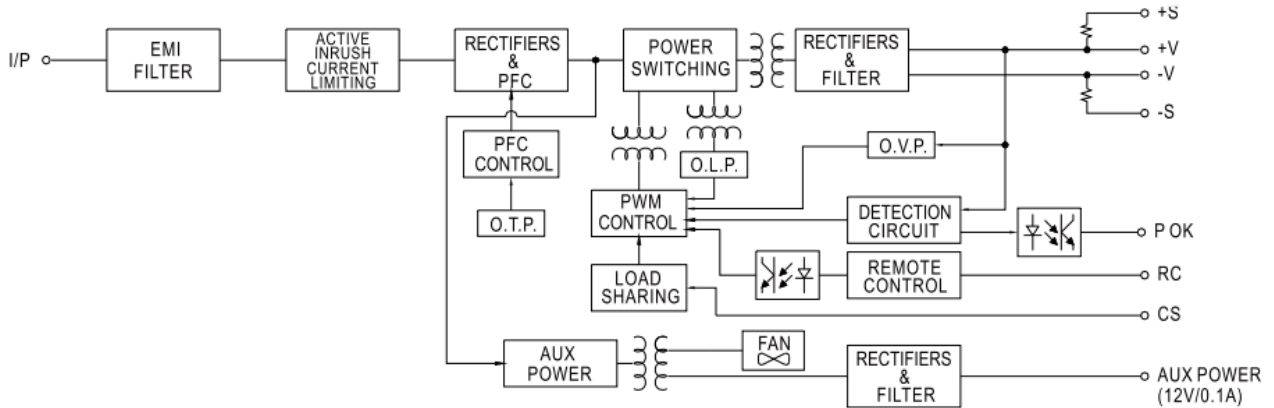 I/P
EMI
FILTER
ACTIVE
INRUSH
CURRENT
LIMITING
RECTIFIERS
&
PFC
POWER
SWITCHING
RECTIFIERS
&
FILTER
+S
+V
-V
-S
PFC
CONTROL
O.L.P.
O.V.P.
O.T.P.
PWM
CONTROL
DETECTION
CIRCUIT
P OK
LOAD
SHARING
REMOTE
CONTROL
RC
CS
AUX
POWER
FAN
RECTIFIERS
&
FILTER
AUX POWER
(12V/0.1A)